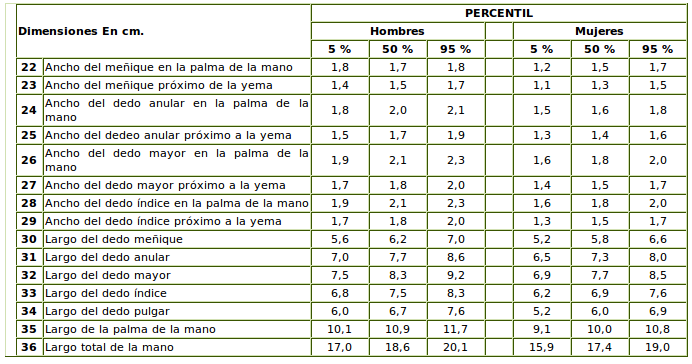 PERCENTIL
Dimensiones En cm.
Hombres Mujeres
5 % 50 % 95 % 5 % 50 % 95 %
22 Ancho del meñique en la palma de la mano 1,8 1,7 1,8 1,2 1,5 1,7
23 Ancho del meñique próximo de la yema 1,4 1,5 1,7 1,1 1,3 1,5
24 Ancho del dedo anular en la palma de la
mano 1,8 2,0 2,1 1,5 1,6 1,8
25 Ancho del dedeo anular próximo a la yema 1,5 1,7 1,9 1,3 1,4 1,6
26 Ancho del dedo mayor en la palma de la
mano 1,9 2,1 2,3 1,6 1,8 2,0
27 Ancho del dedo mayor próximo a la yema 1,7 1,8 2,0 1,4 1,5 1,7
28 Ancho del dedo índice en la palma de la mano 1,9 2,1 2,3 1,6 1,8 2,0
29 Ancho del dedo índice próximo a la yema 1,7 1,8 2,0 1,3 1,5 1,7
30 Largo del dedo meñique 5,6 6,2 7,0 5,2 5,8 6,6
31 Largo del dedo anular 7,0 7,7 8,6 6,5 7,3 8,0
32 Largo del dedo mayor 7,5 8,3 9,2 6,9 7,7 8,5
33 Largo del dedo índice 6,8 7,5 8,3 6,2 6,9 7,6
34 Largo del dedo pulgar 6,0 6,7 7,6 5,2 6,0 6,9
35 Largo de la palma de la mano 10,1 10,9 11,7 9,1 10,0 10,8
36 Largo total de la mano 17,0 18,6 20,1 15,9 17,4 19,0